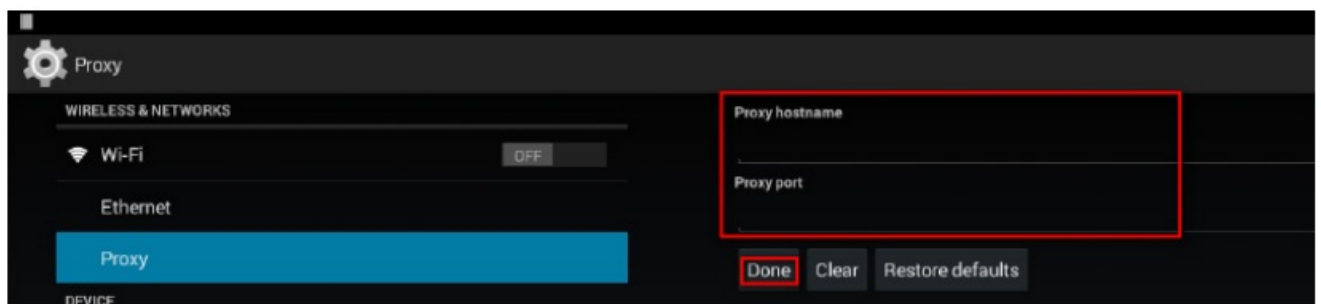 Proxy
WIRELESS & NETWORKS
Wi-Fi
OFF
Ethernet
Proxy
DEVICE
Proxy hostname
Proxy port
Done Clear Restore defaults